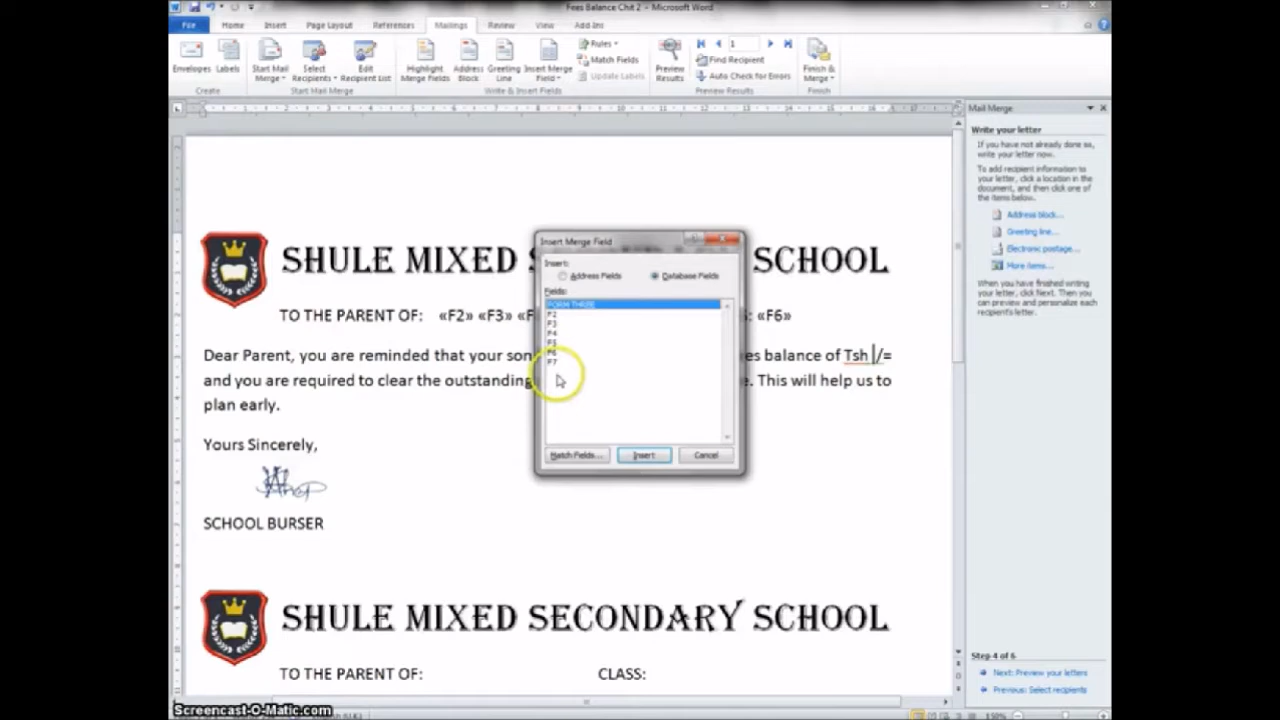 Fees Balance Chit 2 - Microsoft Word
File Home Insert Page Layout References Mailings Review View Add-Ins
Envelopes Labels Start Mail Merge Select Recipients Edit Recipient List Highlight Merge Fields Address Block Greeting Line Insert Merge Field Rules Match Fields Update Labels Preview Results 1 Find Recipient Auto Check for Errors Finish & Merge
Create Start Mail Merge Write & Insert Fields Preview Results Finish
Mail Merge
Write your letter
If you have not already done so,
write your letter now.
To add recipient information to
your letter, click a location in the
document, and then click one of
the items below.
Address block...
Greeting line...
Electronic postage...
More items...
When you have finished writing
your letter, click Next. Then you
can preview and personalize each
recipient's letter.
Step 4 of 6
Next: Preview your letters
Previous: Select recipients
SHULE MIXED S SCHOOL
TO THE PARENT OF: «F2» «F3» «F : «F6»
Dear Parent, you are reminded that your son es balance of Tsh /=
and you are required to clear the outstanding e. This will help us to
plan early.
Yours Sincerely,
SCHOOL BURSER
SHULE MIXED SECONDARY SCHOOL
TO THE PARENT OF: CLASS:
Insert Merge Field
Insert:
Address Fields Database Fields
Fields:
FORM THREE
F2
F3
F4
F5
F6
F7
Match Fields... Insert Cancel
150%
Screencast-O-Matic.com